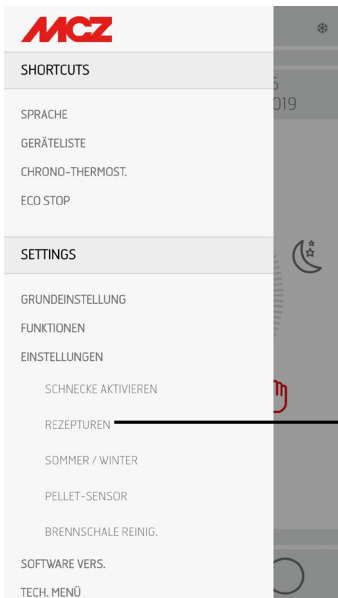 MCZ
SHORTCUTS
SPRACHE
GERÄTELISTE
CHRONO-THERMOST.
ECO STOP
SETTINGS
GRUNDEINSTELLUNG
FUNKTIONEN
EINSTELLUNGEN
SCHNECKE AKTIVIEREN
REZEPTUREN
SOMMER / WINTER
PELLET-SENSOR
BRENNSCHALE REINIG.
SOFTWARE VERS.
TECH. MENÜ
019